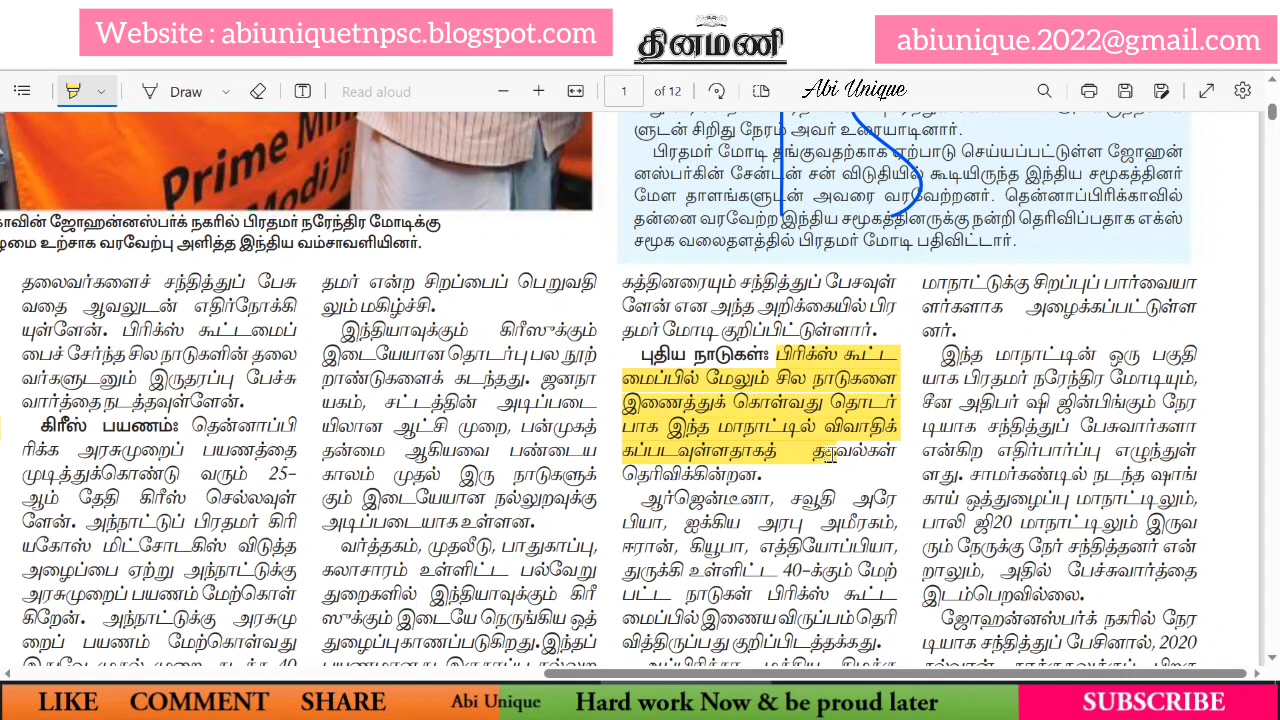 Website : abiuniquetnpsc.blogspot.com
தினமணி
abiunique.2022@gmail.com
Draw
Read aloud
1
of 12
Abi Unique
Prime Min
Modi ji
காவின் ஜோஹன்னஸ்பர்க் நகரில் பிரதமர் நரேந்திர மோடிக்கு
ழமை உற்சாக வரவேற்பு அளித்த இந்திய வம்சாவளியினர்.
ளுடன் சிறிது நேரம் அவர் உரையாடினார்.
பிரதமர் மோடி தங்குவதற்காக ஏற்பாடு செய்யப்பட்டுள்ள ஜோஹன்
னஸ்பர்கின் சேன்டன் சன் விடுதியில் கூடியிருந்த இந்திய சமூகத்தினர்
மேள தாளங்களுடன் அவரை வரவேற்றனர். தென்னாப்பிரிக்காவில்
தன்னை வரவேற்ற இந்திய சமூகத்தினருக்கு நன்றி தெரிவிப்பதாக எக்ஸ்
சமூக வலைதளத்தில் பிரதமர் மோடி பதிவிட்டார்.
தலைவர்களைச் சந்தித்துப் பேசு
வதை ஆவலுடன் எதிர்நோக்கி
யுள்ளேன். பிரிக்ஸ் கூட்டமைப்
பைச் சேர்ந்த சில நாடுகளின் தலை
வர்களுடனும் இருதரப்பு பேச்சு
வார்த்தை நடத்தவுள்ளேன்.
கிரீஸ் பயணம்: தென்னாப்பி
ரிக்க அரசுமுறைப் பயணத்தை
முடித்துக்கொண்டு வரும் 25-
ஆம் தேதி கிரீஸ் செல்லவுள்
ளேன். அந்நாட்டுப் பிரதமர் கிரி
யகோஸ் மிட்சோடகிஸ் விடுத்த
அழைப்பை ஏற்று அந்நாட்டுக்கு
அரசுமுறைப் பயணம் மேற்கொள்
கிறேன். அந்நாட்டுக்கு அரசுமு
றைப் பயணம் மேற்கொள்வது
தமர் என்ற சிறப்பைப் பெறுவதி
லும் மகிழ்ச்சி.
இந்தியாவுக்கும் கிரீஸுக்கும்
இடையேயான தொடர்பு பல நூற்
றாண்டுகளைக் கடந்தது. ஜனநா
யகம், சட்டத்தின் அடிப்படை
யிலான ஆட்சி முறை, பன்முகத்
தன்மை ஆகியவை பண்டைய
காலம் முதல் இரு நாடுகளுக்
கும் இடையேயான நல்லுறவுக்கு
அடிப்படையாக உள்ளன.
வர்த்தகம், முதலீடு, பாதுகாப்பு,
கலாசாரம் உள்ளிட்ட பல்வேறு
துறைகளில் இந்தியாவுக்கும் கிரீ
ஸுக்கும் இடையே நெருங்கிய ஒத்
துழைப்பு காணப்படுகிறது. இந்தப்
கத்தினரையும் சந்தித்துப் பேசவுள்
ளேன் என அந்த அறிக்கையில் பிர
தமர் மோடி குறிப்பிட்டுள்ளார்.
புதிய நாடுகள்: பிரிக்ஸ் கூட்ட
மைப்பில் மேலும் சில நாடுகளை
இணைத்துக் கொள்வது தொடர்
பாக இந்த மாநாட்டில் விவாதிக்
கப்படவுள்ளதாகத் தகவல்கள்
தெரிவிக்கின்றன.
ஆர்ஜென்டீனா, சவூதி அரே
பியா, ஐக்கிய அரபு அமீரகம்,
ஈரான், கியூபா, எத்தியோப்பியா,
துருக்கி உள்ளிட்ட 40-க்கும் மேற்
பட்ட நாடுகள் பிரிக்ஸ் கூட்ட
மைப்பில் இணைய விருப்பம் தெரி
வித்திருப்பது குறிப்பிடத்தக்கது.
மாநாட்டுக்கு சிறப்புப் பார்வையா
ளர்களாக அழைக்கப்பட்டுள்ள
னர்.
இந்த மாநாட்டின் ஒரு பகுதி
யாக பிரதமர் நரேந்திர மோடியும்,
சீன அதிபர் ஷி ஜின்பிங்கும் நேர
டியாக சந்தித்துப் பேசுவார்களா
என்கிற எதிர்பார்ப்பு எழுந்துள்
ளது. சாமர்கண்டில் நடந்த ஷாங்
காய் ஒத்துழைப்பு மாநாட்டிலும்,
பாலி ஜி20 மாநாட்டிலும் இருவ
ரும் நேருக்கு நேர் சந்தித்தனர் என்
றாலும், அதில் பேச்சுவார்த்தை
இடம்பெறவில்லை.
ஜோஹன்னஸ்பர்க் நகரில் நேர
டியாக சந்தித்துப் பேசினால், 2020
LIKE COMMENT SHARE
Abi Unique
Hard work Now & be proud later
SUBSCRIBE